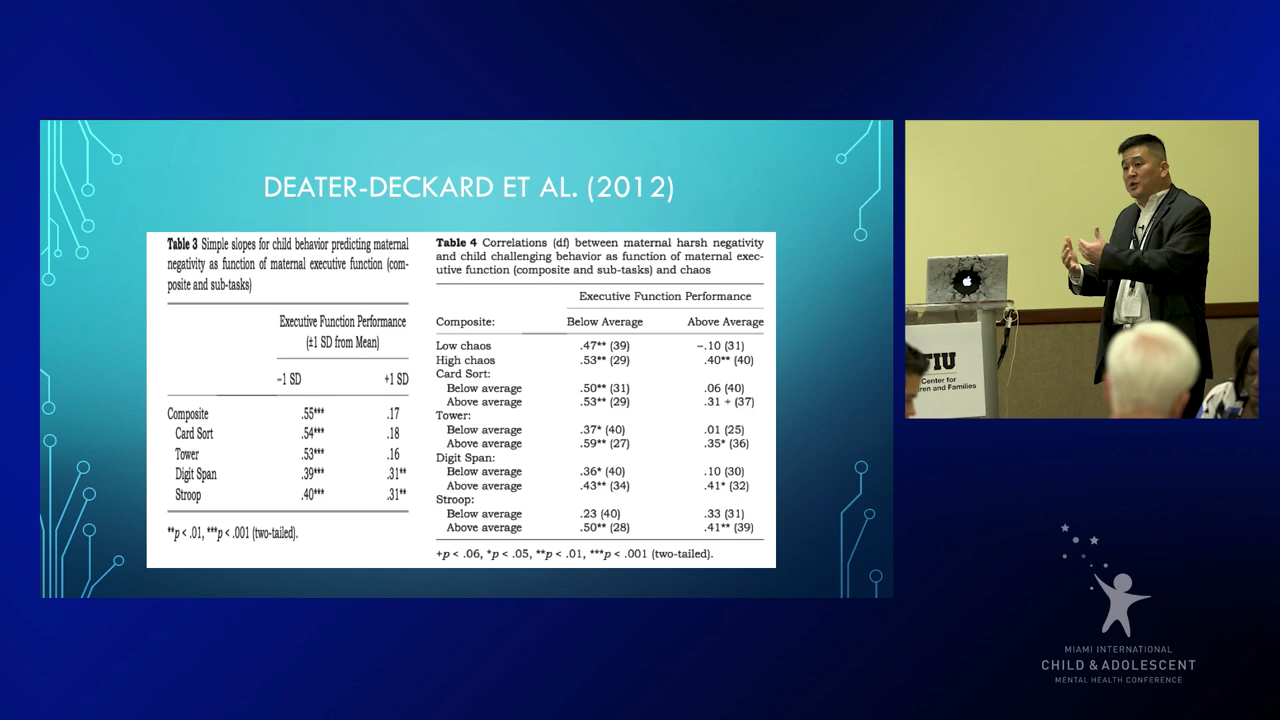 DEATER-DECKARD ET AL. (2012)
Table 3 Simple slopes for child behavior predicting maternal
negativity as function of maternal executive function (com-
posite and sub-tasks)
Executive Function Performance
(±1 SD from Mean)
−1 SD +1 SD
Composite .55*** .17
Card Sort .54*** .18
Tower .53*** .16
Digit Span .39*** .31**
Stroop .40*** .31**
**p < .01, ***p < .001 (two-tailed).
Table 4 Correlations (df) between maternal harsh negativity
and child challenging behavior as function of maternal exec-
utive function (composite and sub-tasks) and chaos
Executive Function Performance
Composite: Below Average Above Average
Low chaos .47** (39) −.10 (31)
High chaos .53** (29) .40** (40)
Card Sort:
Below average .50** (31) .06 (40)
Above average .53** (29) .31 + (37)
Tower:
Below average .37* (40) .01 (25)
Above average .59** (27) .35* (36)
Digit Span:
Below average .36* (40) .10 (30)
Above average .43** (34) .41* (32)
Stroop:
Below average .23 (40) .33 (31)
Above average .50** (28) .41** (39)
+p < .06, *p < .05, **p < .01, ***p < .001 (two-tailed).
FIU
Center for
ren and Families
MIAMI INTERNATIONAL
CHILD & ADOLESCENT
MENTAL HEALTH CONFERENCE